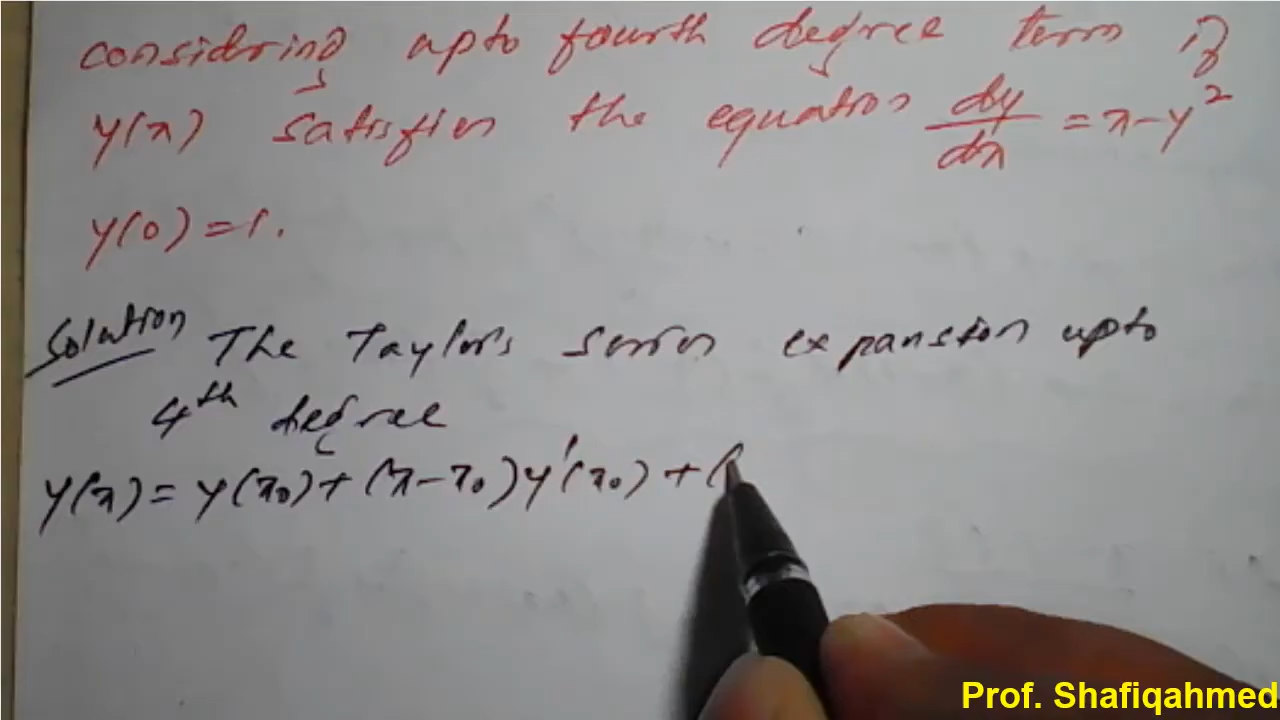 considering upto fourth degree term if
y(x) satisfies the equation dy/dx = x-y²
y(0)=1.
Solution The Taylor's series expansion upto
4th degree
y(x)= y(x₀)+(x-x₀)y'(x₀)+(
Prof. Shafiqahmed